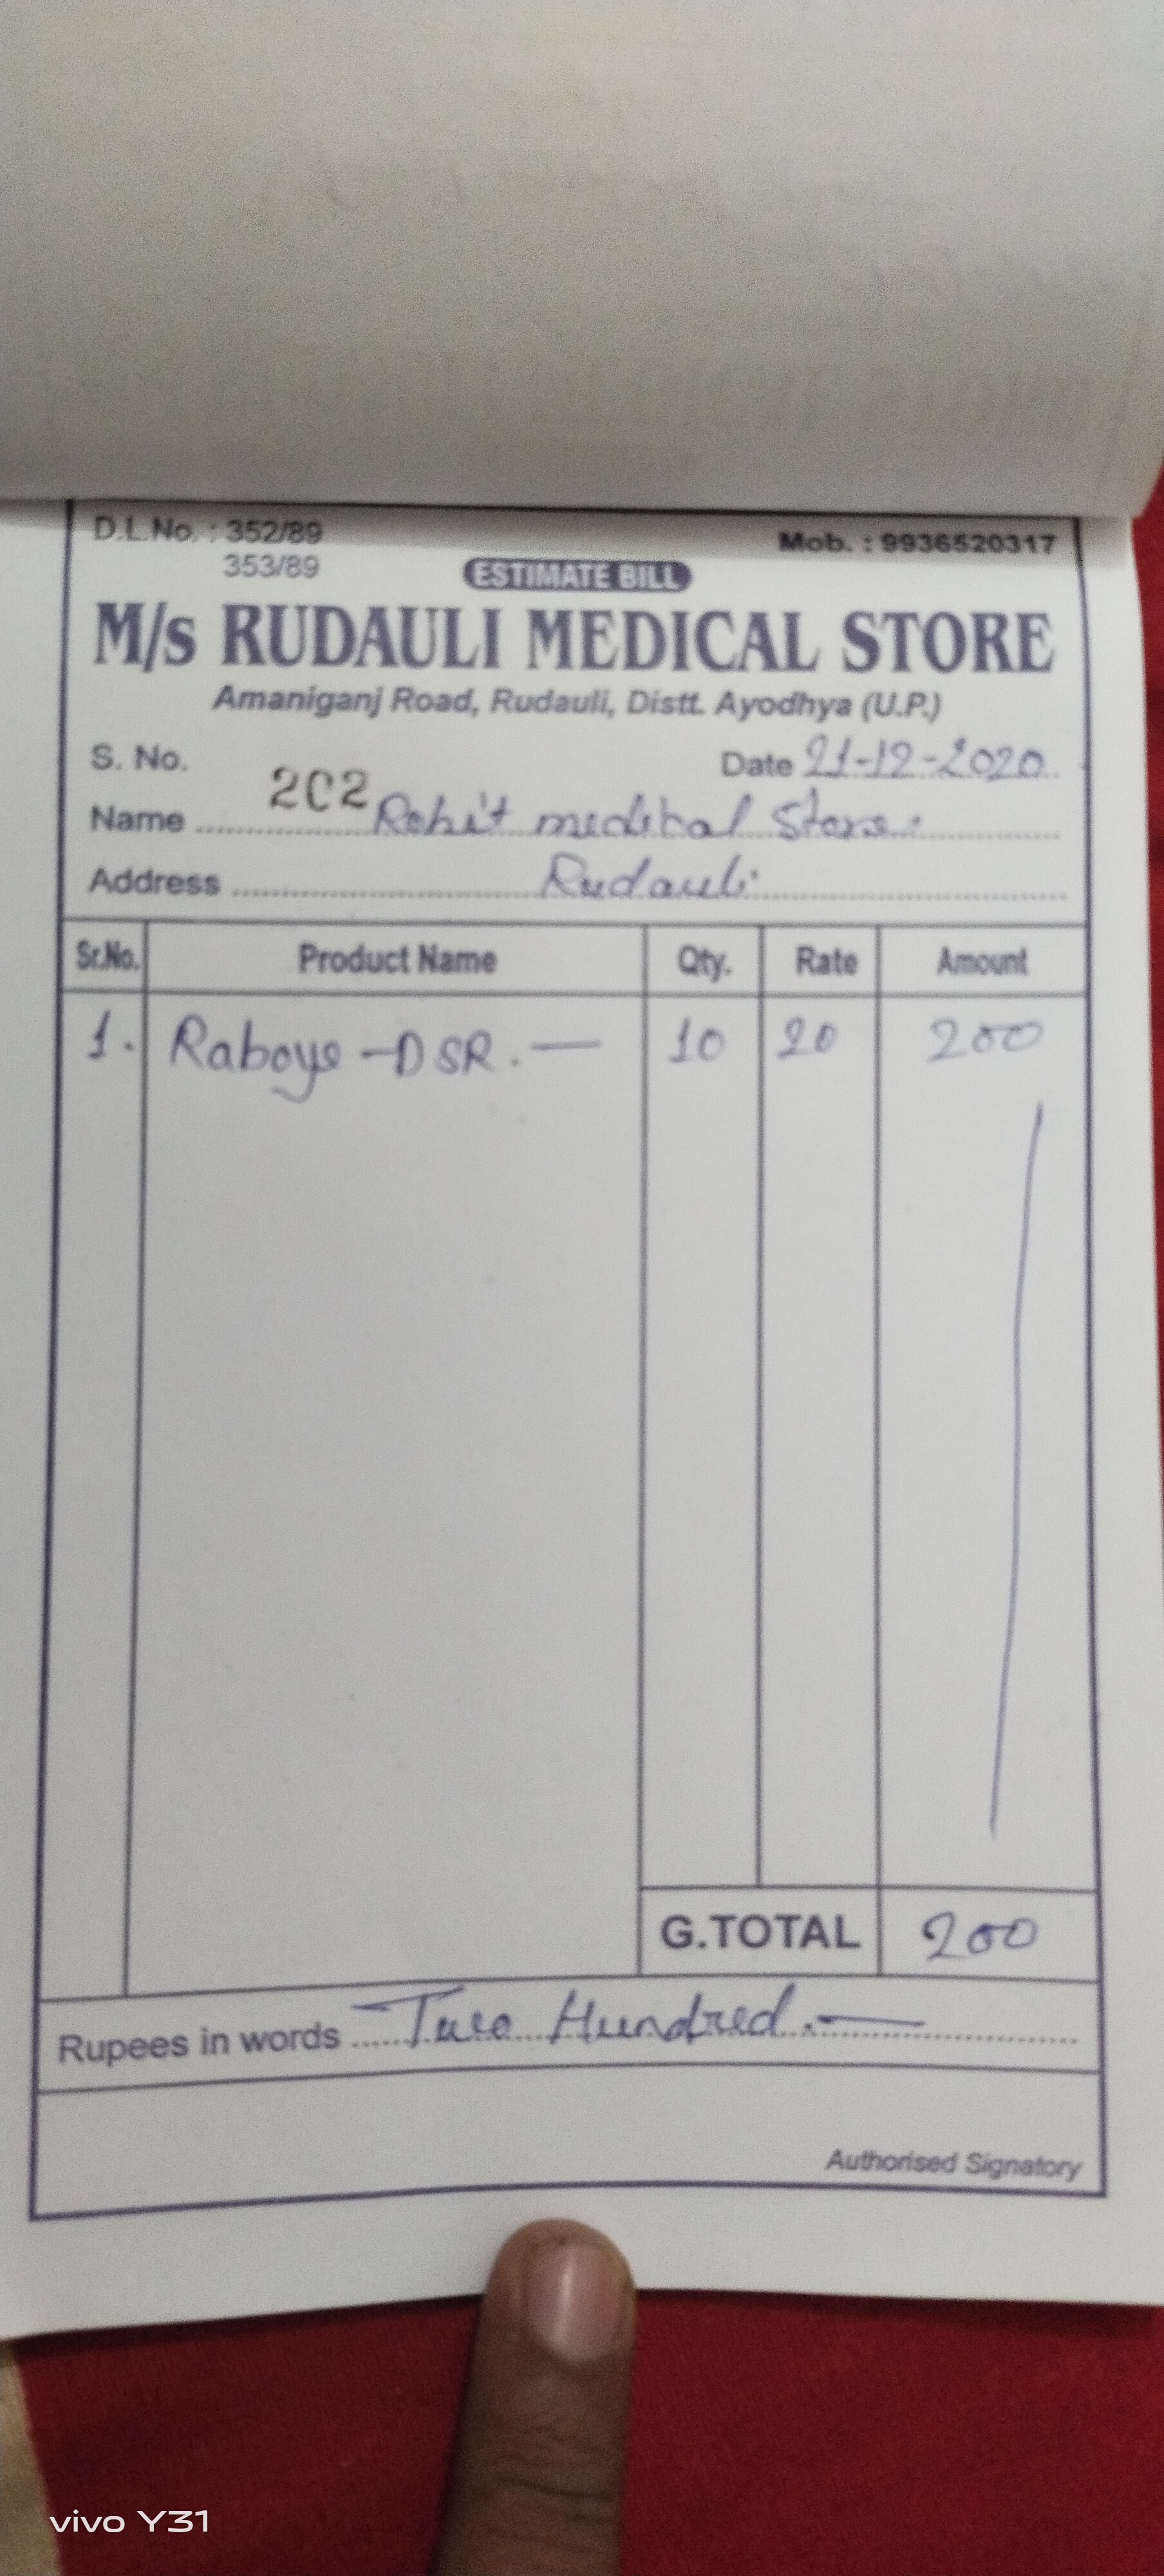 D.L.No. : 352/89
353/89
Mob. : 9936520317
ESTIMATE BILL
M/s RUDAULI MEDICAL STORE
Amaniganj Road, Rudauli, Distt. Ayodhya (U.P.)
S. No. 202
Date 21-12-2020
Name Rohit medical Store
Address Rudauli
Sr.No. Product Name Qty. Rate Amount
1. Raboye-DSR. — 10 20 200
G.TOTAL 200
Rupees in words Two Hundred. —
Authorised Signatory
vivo Y31